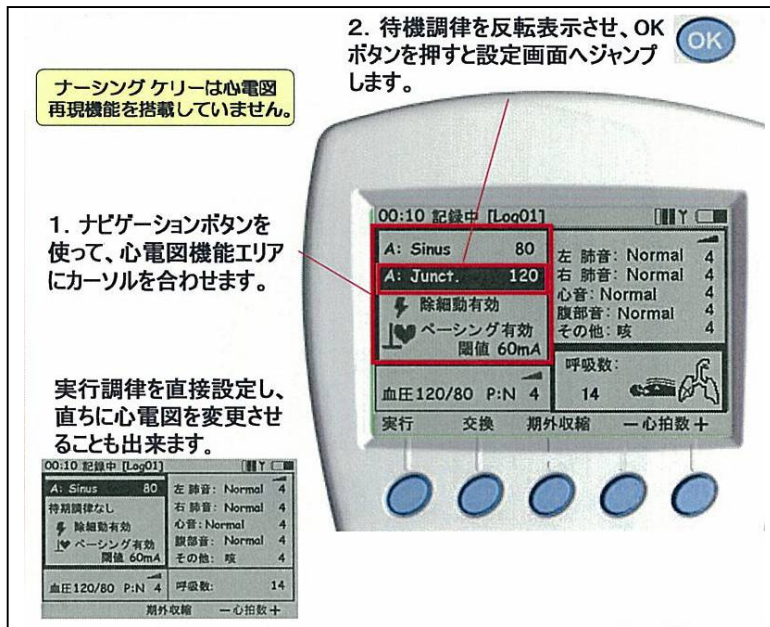 2. 待機調律を反転表示させ、OK
ボタンを押すと設定画面へジャンプ
します。
OK
ナーシング ケリーは心電図
再現機能を搭載していません。
1. ナビゲーションボタンを
使って、心電図機能エリア
にカーソルを合わせます。
00:10 記録中 [Log01]
A: Sinus 80
A: Junct. 120
除細動有効
ペーシング有効
閾値 60mA
血圧120/80 P:N 4
左 肺音: Normal 4
右 肺音: Normal 4
心音: Normal 4
腹部音: Normal 4
その他: 咳 4
呼吸数:
14
実行 交換 期外収縮 -心拍数+
実行調律を直接設定し、
直ちに心電図を変更させ
ることも出来ます。
00:10 記録中 [Log01]
A: Sinus 80
待期調律なし
除細動有効
ペーシング有効
閾値 60mA
血圧120/80 P:N 4
左 肺音: Normal 4
右 肺音: Normal 4
心音: Normal 4
腹部音: Normal 4
その他: 咳 4
呼吸数: 14
期外収縮 -心拍数+